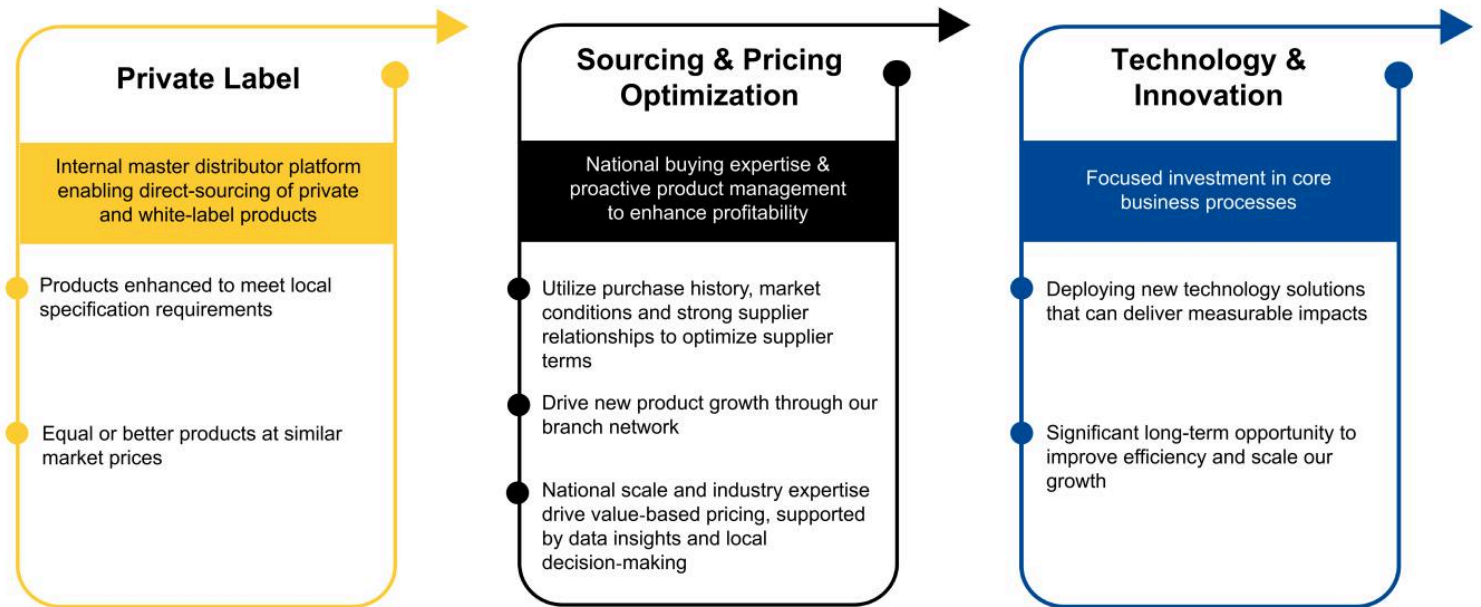 Private Label
Internal master distributor platform
enabling direct-sourcing of private
and white-label products
Products enhanced to meet local
specification requirements
Equal or better products at similar
market prices
Sourcing & Pricing
Optimization
National buying expertise &
proactive product management
to enhance profitability
Utilize purchase history, market
conditions and strong supplier
relationships to optimize supplier
terms
Drive new product growth through our
branch network
National scale and industry expertise
drive value-based pricing, supported
by data insights and local
decision-making
Technology &
Innovation
Focused investment in core
business processes
Deploying new technology solutions
that can deliver measurable impacts
Significant long-term opportunity to
improve efficiency and scale our
growth